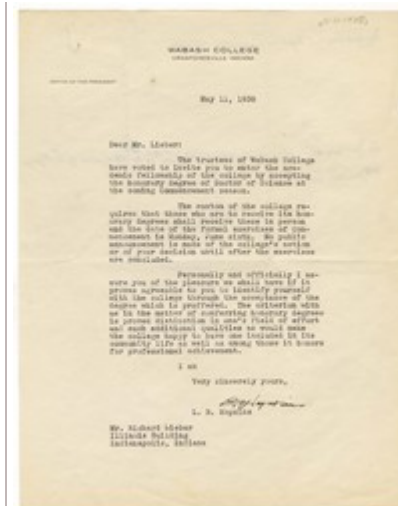 WABASH COLLEGE
CRAWFORDSVILLE INDIANA
OFFICE OF THE PRESIDENT
May 11, 1938
Dear Mr. Lieber:
The trustees of Wabash College
have voted to invite you to enter the aca-
demic fellowship of the college by accepting
the honorary degree of Doctor of Science at
the coming Commencement season.
The custom of the college re-
quires that those who are to receive its hon-
orary degrees shall receive these in person
and the date of the formal exercises of Com-
mencement is Monday, June sixth. No public
announcement is made of the college's action
or of your decision until after the exercises
are concluded.
Personally and officially I as-
sure you of the pleasure we shall have if it
proves agreeable to you to identify yourself
with the college through the acceptance of the
degree which is proffered. The criterion with
us in the matter of conferring honorary degrees
is proven distinction in one's field of effort
and such additional qualities as would make
the college happy to have one included in its
community life as well as among those it honors
for professional achievement.
I am
Very sincerely yours,
L. B. Hopkins
Mr. Richard Lieber
Illinois Building
Indianapolis, Indiana